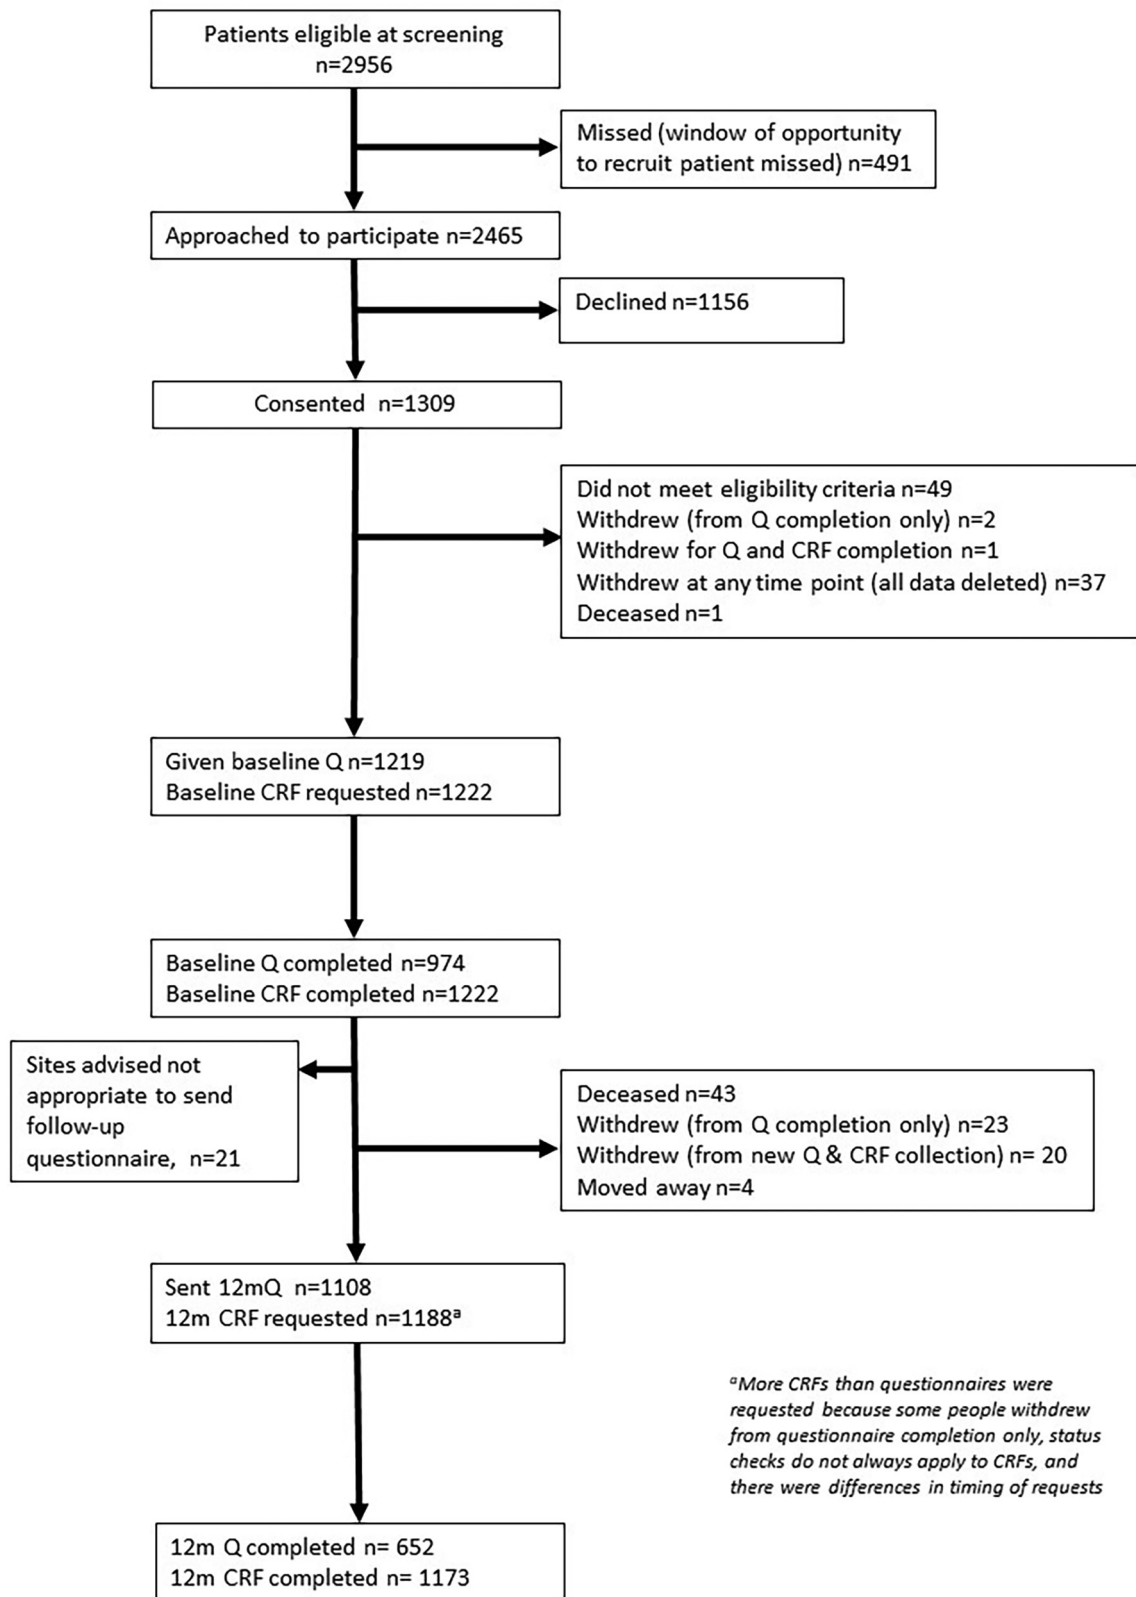 Patients eligible at screening
n=2956
Missed (window of opportunity
to recruit patient missed) n=491
Approached to participate n=2465
Declined n=1156
Consented n=1309
Did not meet eligibility criteria n=49
Withdrew (from Q completion only) n=2
Withdrew for Q and CRF completion n=1
Withdrew at any time point (all data deleted) n=37
Deceased n=1
Given baseline Q n=1219
Baseline CRF requested n=1222
Baseline Q completed n=974
Baseline CRF completed n=1222
Sites advised not
appropriate to send
follow-up
questionnaire, n=21
Deceased n=43
Withdrew (from Q completion only) n=23
Withdrew (from new Q & CRF collection) n= 20
Moved away n=4
Sent 12mQ n=1108
12m CRF requested n=1188ᵃ
ᵃMore CRFs than questionnaires were
requested because some people withdrew
from questionnaire completion only, status
checks do not always apply to CRFs, and
there were differences in timing of requests
12m Q completed n= 652
12m CRF completed n= 1173